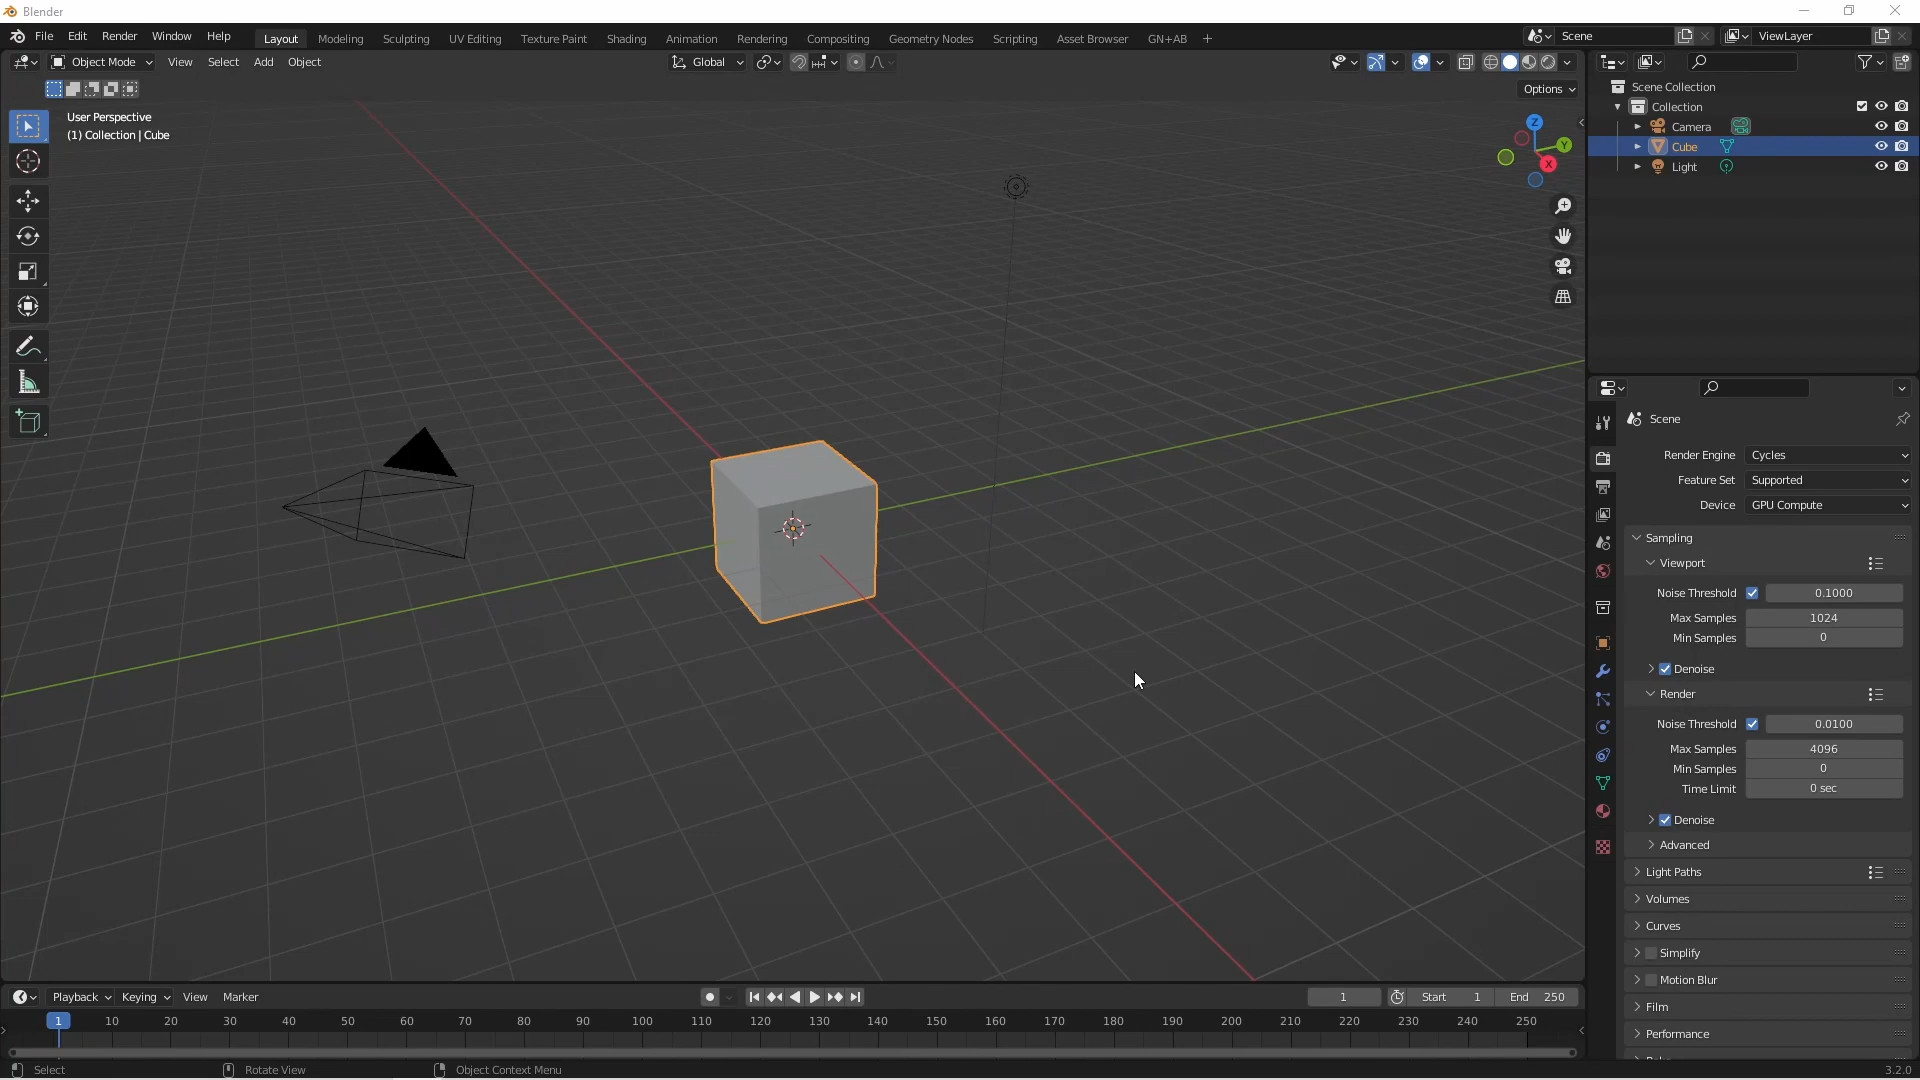 Blender
File Edit Render Window Help Layout Modeling Sculpting UV Editing Texture Paint Shading Animation Rendering Compositing Geometry Nodes Scripting Asset Browser GN+AB + Scene ViewLayer
Object Mode View Select Add Object Global
Options
User Perspective
(1) Collection | Cube
Z
Y
X
Scene Collection
Collection
Camera
Cube
Light
Scene
Render Engine Cycles
Feature Set Supported
Device GPU Compute
Sampling
Viewport
Noise Threshold 0.1000
Max Samples 1024
Min Samples 0
Denoise
Render
Noise Threshold 0.0100
Max Samples 4096
Min Samples 0
Time Limit 0 sec
Denoise
Advanced
Light Paths
Volumes
Curves
Simplify
Motion Blur
Film
Performance
Playback Keying View Marker 1 Start 1 End 250
1 10 20 30 40 50 60 70 80 90 100 110 120 130 140 150 160 170 180 190 200 210 220 230 240 250
Select Rotate View Object Context Menu 3.2.0